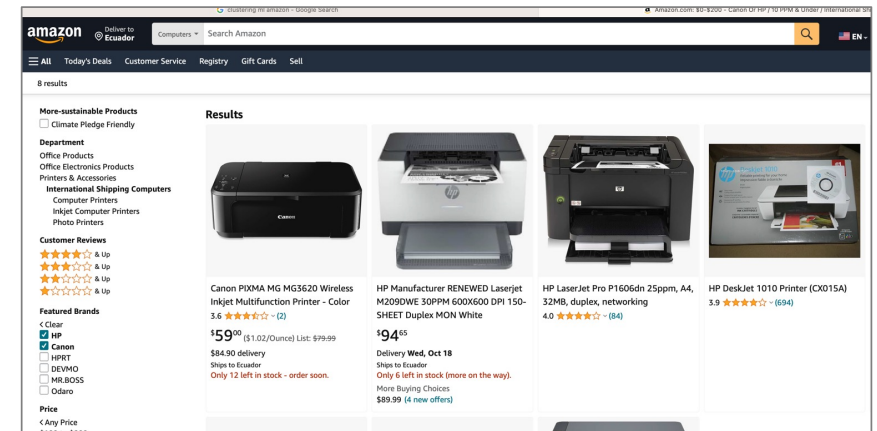 clustering ml amazon - Google Search
Amazon.com: $0-$200 - Canon Or HP / 10 PPM & Under / International Sh
amazon
Deliver to
Ecuador
Computers
Search Amazon
EN
All Today's Deals Customer Service Registry Gift Cards Sell
8 results
More-sustainable Products
Climate Pledge Friendly
Department
Office Products
Office Electronics Products
Printers & Accessories
International Shipping Computers
Computer Printers
Inkjet Computer Printers
Photo Printers
Customer Reviews
& Up
& Up
& Up
& Up
Featured Brands
< Clear
HP
Canon
HPRT
DEVMO
MR.BOSS
Odaro
Price
< Any Price
Results
Canon
Canon PIXMA MG MG3620 Wireless
Inkjet Multifunction Printer - Color
3.6 (2)
$5900 ($1.02/Ounce) List: $79.99
$84.90 delivery
Ships to Ecuador
Only 12 left in stock - order soon.
hp
HP Manufacturer RENEWED Laserjet
M209DWE 30PPM 600X600 DPI 150-
SHEET Duplex MON White
$9465
Delivery Wed, Oct 18
Ships to Ecuador
Only 6 left in stock (more on the way).
More Buying Choices
$89.99 (4 new offers)
hp
HP LaserJet Pro P1606dn 25ppm, A4,
32MB, duplex, networking
4.0 (84)
hp
Deskjet 1010
HP DeskJet 1010 Printer (CX015A)
3.9 (694)